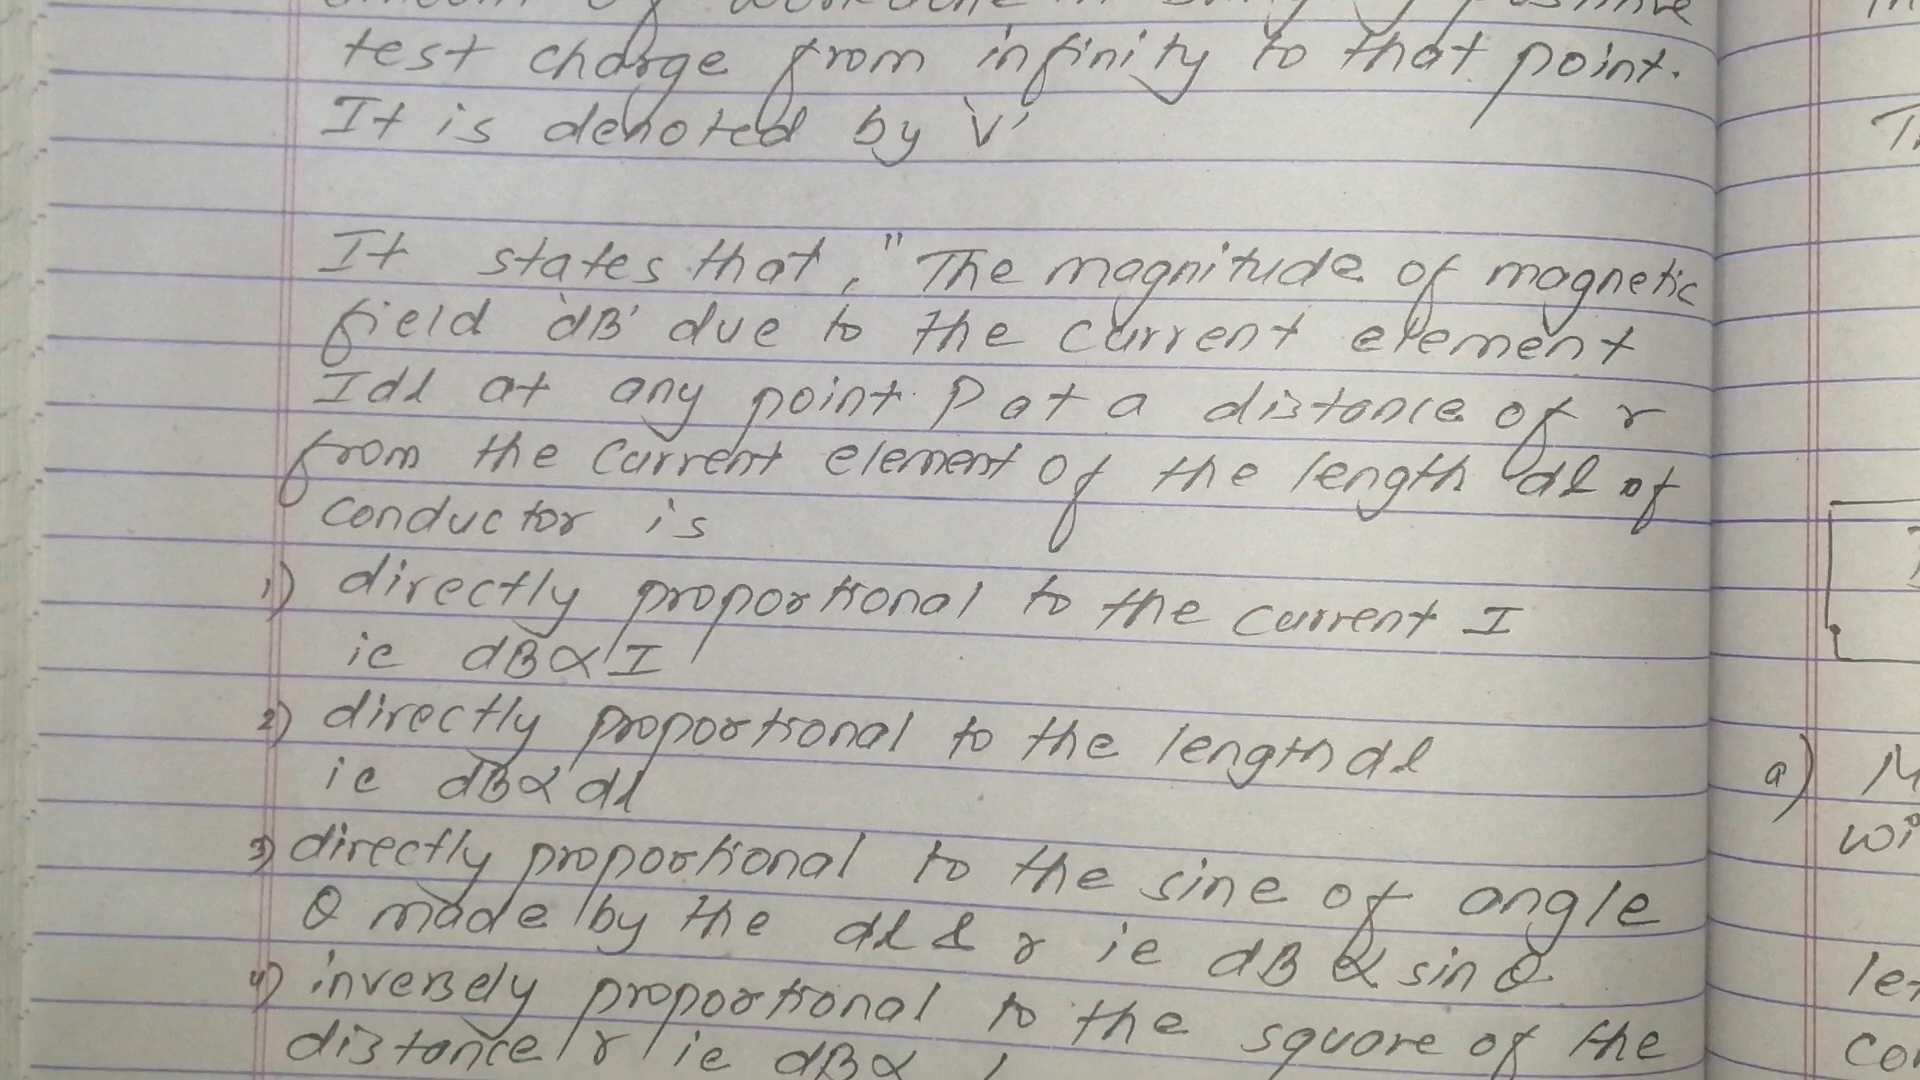 test charge from infinity to that point.
It is denoted by 'V'
It states that, "The magnitude of magnetic
field 'dB' due to the current element
Idl at any point P at a distance of r
from the current element of the length dl of
conductor is
1) directly proportional to the current I
ie dB∝I
2) directly proportional to the length dl
ie dB∝dl
3) directly proportional to the sine of angle
θ made by the dl & r ie dB ∝ sin θ
4) inversely proportional to the square of the
distance r ie dB∝
a)